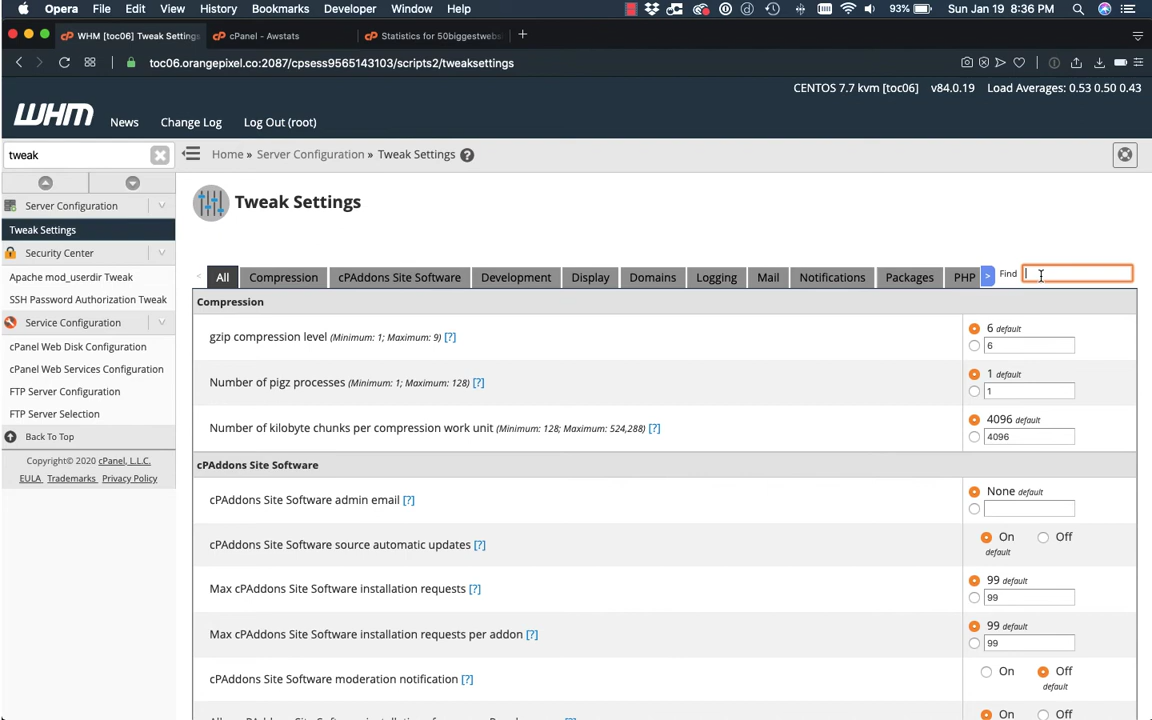 Opera File Edit View History Bookmarks Developer Window Help 93% Sun Jan 19 8:36 PM
WHM [toc06] Tweak Settings cPanel - Awstats Statistics for 50biggestwebs
toc06.orangepixel.co:2087/cpsess9565143103/scripts2/tweaksettings
CENTOS 7.7 kvm [toc06] v84.0.19 Load Averages: 0.53 0.50 0.43
WHM News Change Log Log Out (root)
tweak Home » Server Configuration » Tweak Settings
Server Configuration
Tweak Settings
Security Center
Apache mod_userdir Tweak
SSH Password Authorization Tweak
Service Configuration
cPanel Web Disk Configuration
cPanel Web Services Configuration
FTP Server Configuration
FTP Server Selection
Back To Top
Copyright© 2020 cPanel, L.L.C.
EULA Trademarks Privacy Policy
Tweak Settings
< All Compression cPAddons Site Software Development Display Domains Logging Mail Notifications Packages PHP > Find
Compression
gzip compression level (Minimum: 1; Maximum: 9) [?] 6 default
6
Number of pigz processes (Minimum: 1; Maximum: 128) [?] 1 default
1
Number of kilobyte chunks per compression work unit (Minimum: 128; Maximum: 524,288) [?] 4096 default
4096
cPAddons Site Software
cPAddons Site Software admin email [?] None default
cPAddons Site Software source automatic updates [?] On Off
default
Max cPAddons Site Software installation requests [?] 99 default
99
Max cPAddons Site Software installation requests per addon [?] 99 default
99
cPAddons Site Software moderation notification [?] On Off
default
On Off